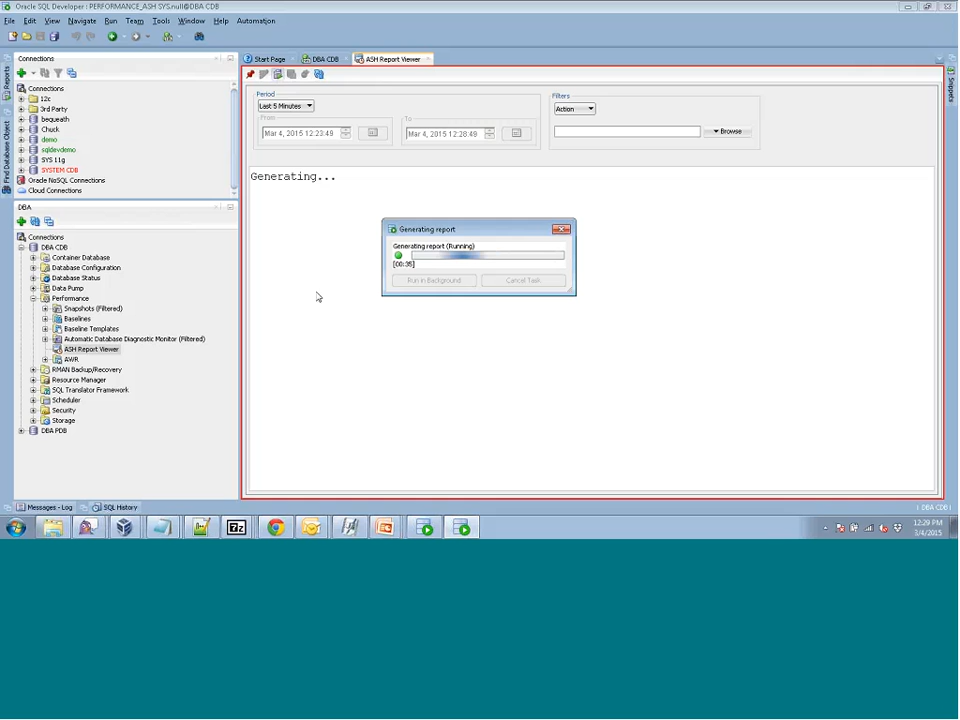 Oracle SQL Developer : PERFORMANCE_ASH SYS.null@DBA CDB
File Edit View Navigate Run Team Tools Window Help Automation
Connections
Start Page
DBA CDB
ASH Report Viewer
Reports
Find Database Object
Snippets
Connections
12c
3rd Party
bequeath
Chuck
demo
sqldevdemo
SYS 11g
SYSTEM CDB
Oracle NoSQL Connections
Cloud Connections
Period
Last 5 Minutes
From
Mar 4, 2015 12:23:49
To
Mar 4, 2015 12:28:49
Filters
Action
Browse
Generating...
Generating report
Generating report (Running)
[00:35]
Run in Background
Cancel Task
DBA
Connections
DBA CDB
Container Database
Database Configuration
Database Status
Data Pump
Performance
Snapshots (Filtered)
Baselines
Baseline Templates
Automatic Database Diagnostic Monitor (Filtered)
ASH Report Viewer
AWR
RMAN Backup/Recovery
Resource Manager
SQL Translator Framework
Scheduler
Security
Storage
DBA PDB
Messages - Log
SQL History
DBA CDB
12:29 PM
3/4/2015